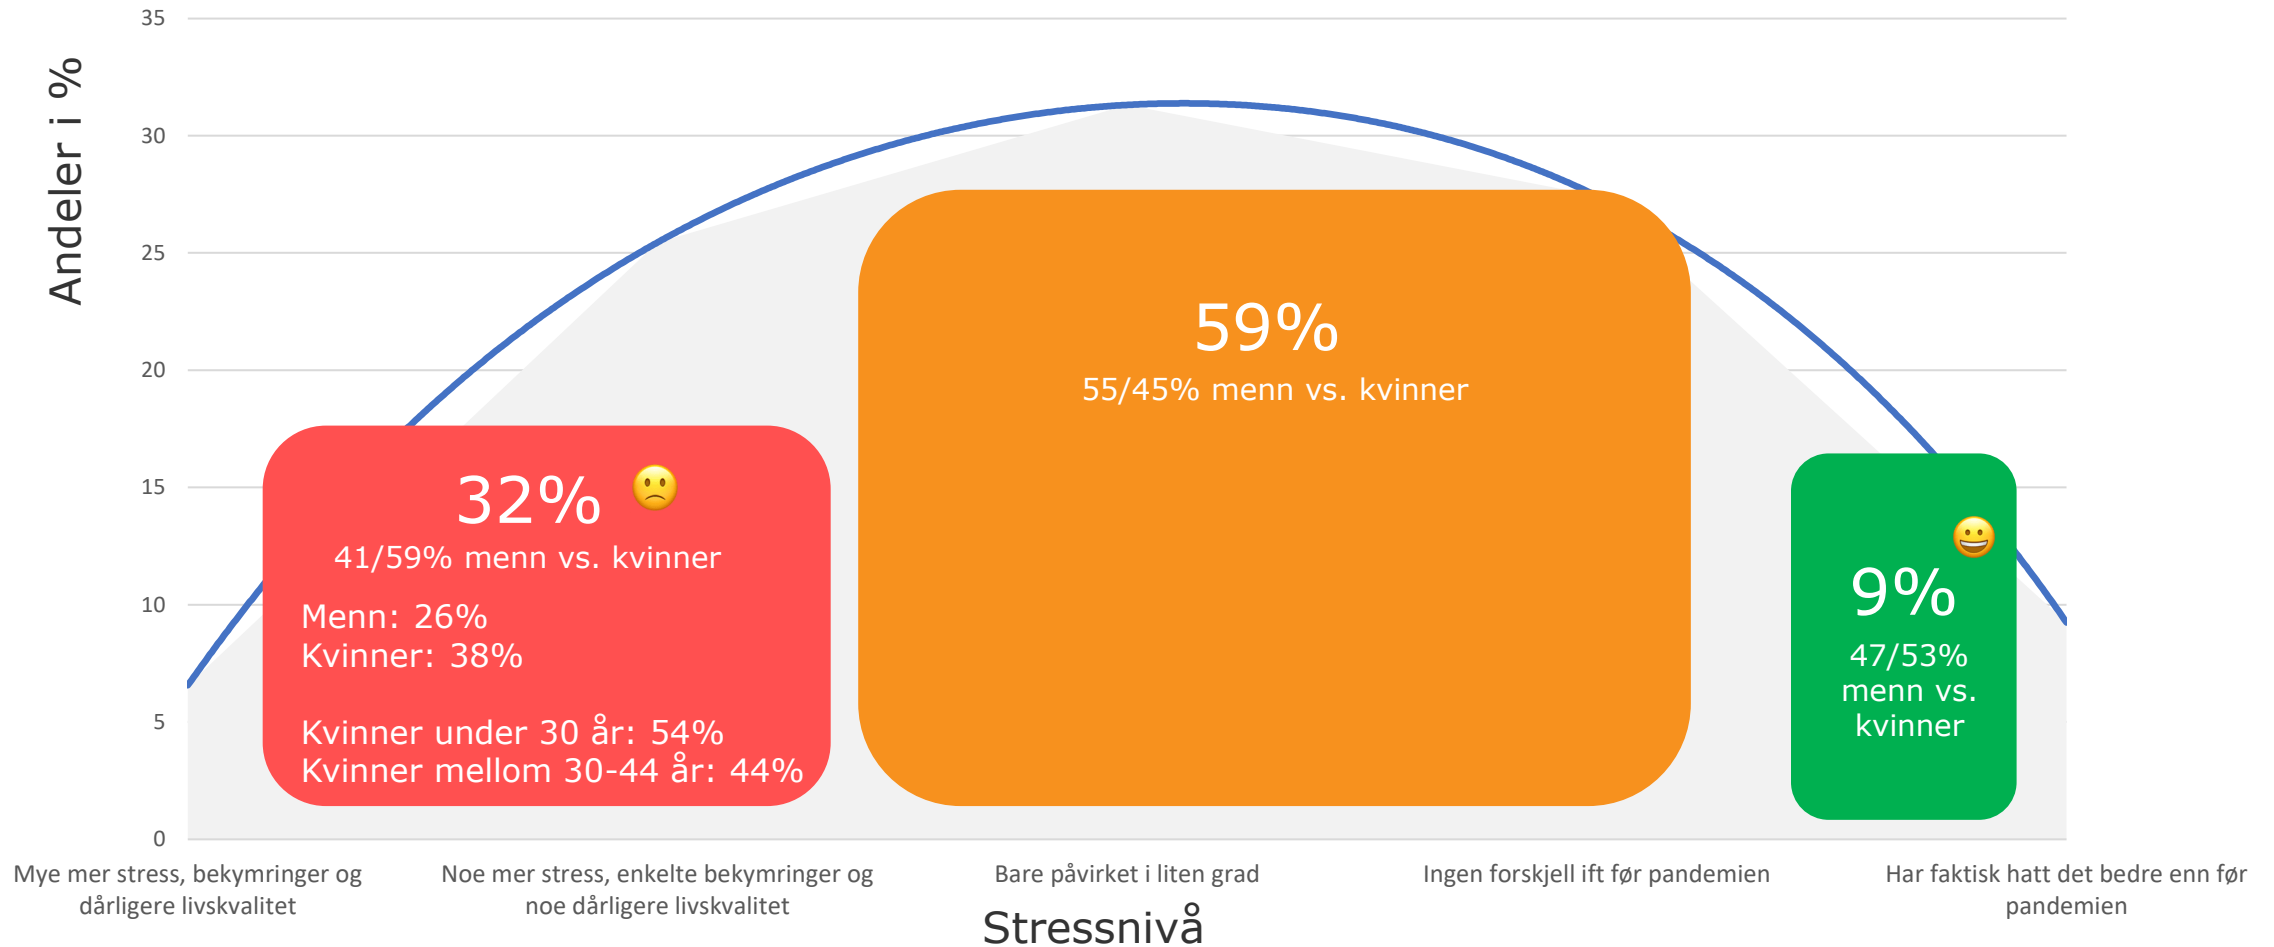 Andeler i %
35
30
25
20
15
10
5
0
32%
41/59% menn vs. kvinner
Menn: 26%
Kvinner: 38%
Kvinner under 30 år: 54%
Kvinner mellom 30-44 år: 44%
59%
55/45% menn vs. kvinner
9%
47/53%
menn vs.
kvinner
Mye mer stress, bekymringer og
dårligere livskvalitet
Noe mer stress, enkelte bekymringer og
noe dårligere livskvalitet
Bare påvirket i liten grad
Ingen forskjell ift før pandemien
Har faktisk hatt det bedre enn før
pandemien
Stressnivå